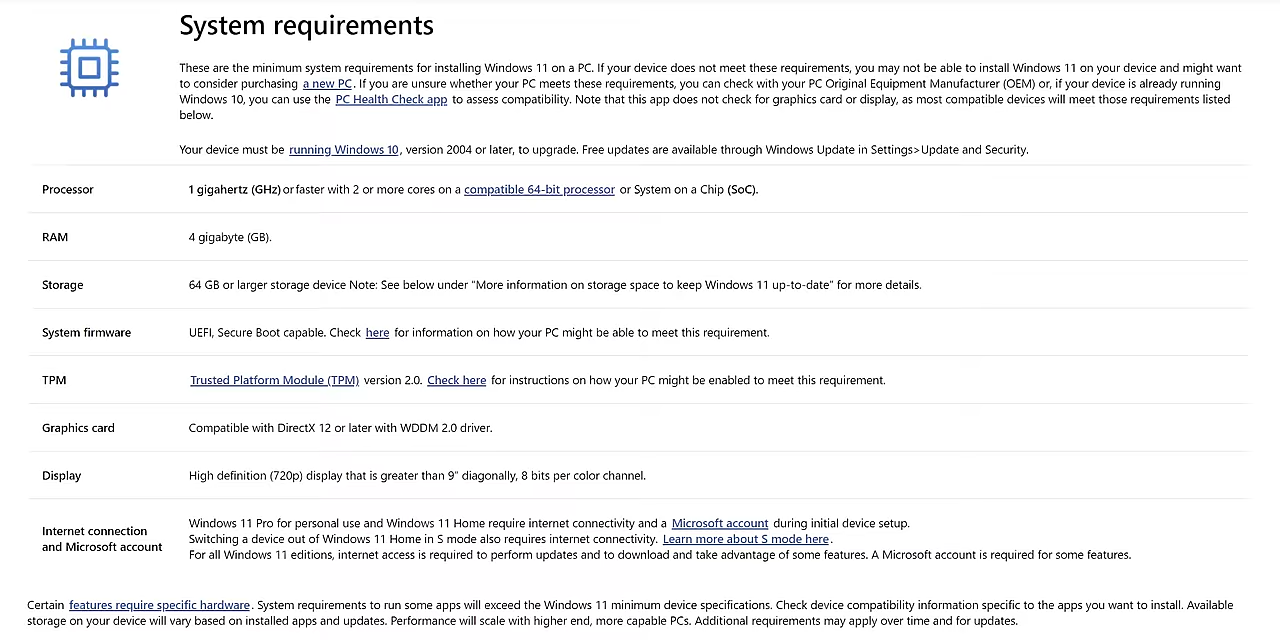 System requirements
These are the minimum system requirements for installing Windows 11 on a PC. If your device does not meet these requirements, you may not be able to install Windows 11 on your device and might want
to consider purchasing a new PC. If you are unsure whether your PC meets these requirements, you can check with your PC Original Equipment Manufacturer (OEM) or, if your device is already running
Windows 10, you can use the PC Health Check app to assess compatibility. Note that this app does not check for graphics card or display, as most compatible devices will meet those requirements listed
below.
Your device must be running Windows 10, version 2004 or later, to upgrade. Free updates are available through Windows Update in Settings>Update and Security.
Processor
1 gigahertz (GHz) or faster with 2 or more cores on a compatible 64-bit processor or System on a Chip (SoC).
RAM
4 gigabyte (GB).
Storage
64 GB or larger storage device Note: See below under "More information on storage space to keep Windows 11 up-to-date" for more details.
System firmware
UEFI, Secure Boot capable. Check here for information on how your PC might be able to meet this requirement.
TPM
Trusted Platform Module (TPM) version 2.0. Check here for instructions on how your PC might be enabled to meet this requirement.
Graphics card
Compatible with DirectX 12 or later with WDDM 2.0 driver.
Display
High definition (720p) display that is greater than 9" diagonally, 8 bits per color channel.
Internet connection
and Microsoft account
Windows 11 Pro for personal use and Windows 11 Home require internet connectivity and a Microsoft account during initial device setup.
Switching a device out of Windows 11 Home in S mode also requires internet connectivity. Learn more about S mode here.
For all Windows 11 editions, internet access is required to perform updates and to download and take advantage of some features. A Microsoft account is required for some features.
Certain features require specific hardware. System requirements to run some apps will exceed the Windows 11 minimum device specifications. Check device compatibility information specific to the apps you want to install. Available
storage on your device will vary based on installed apps and updates. Performance will scale with higher end, more capable PCs. Additional requirements may apply over time and for updates.